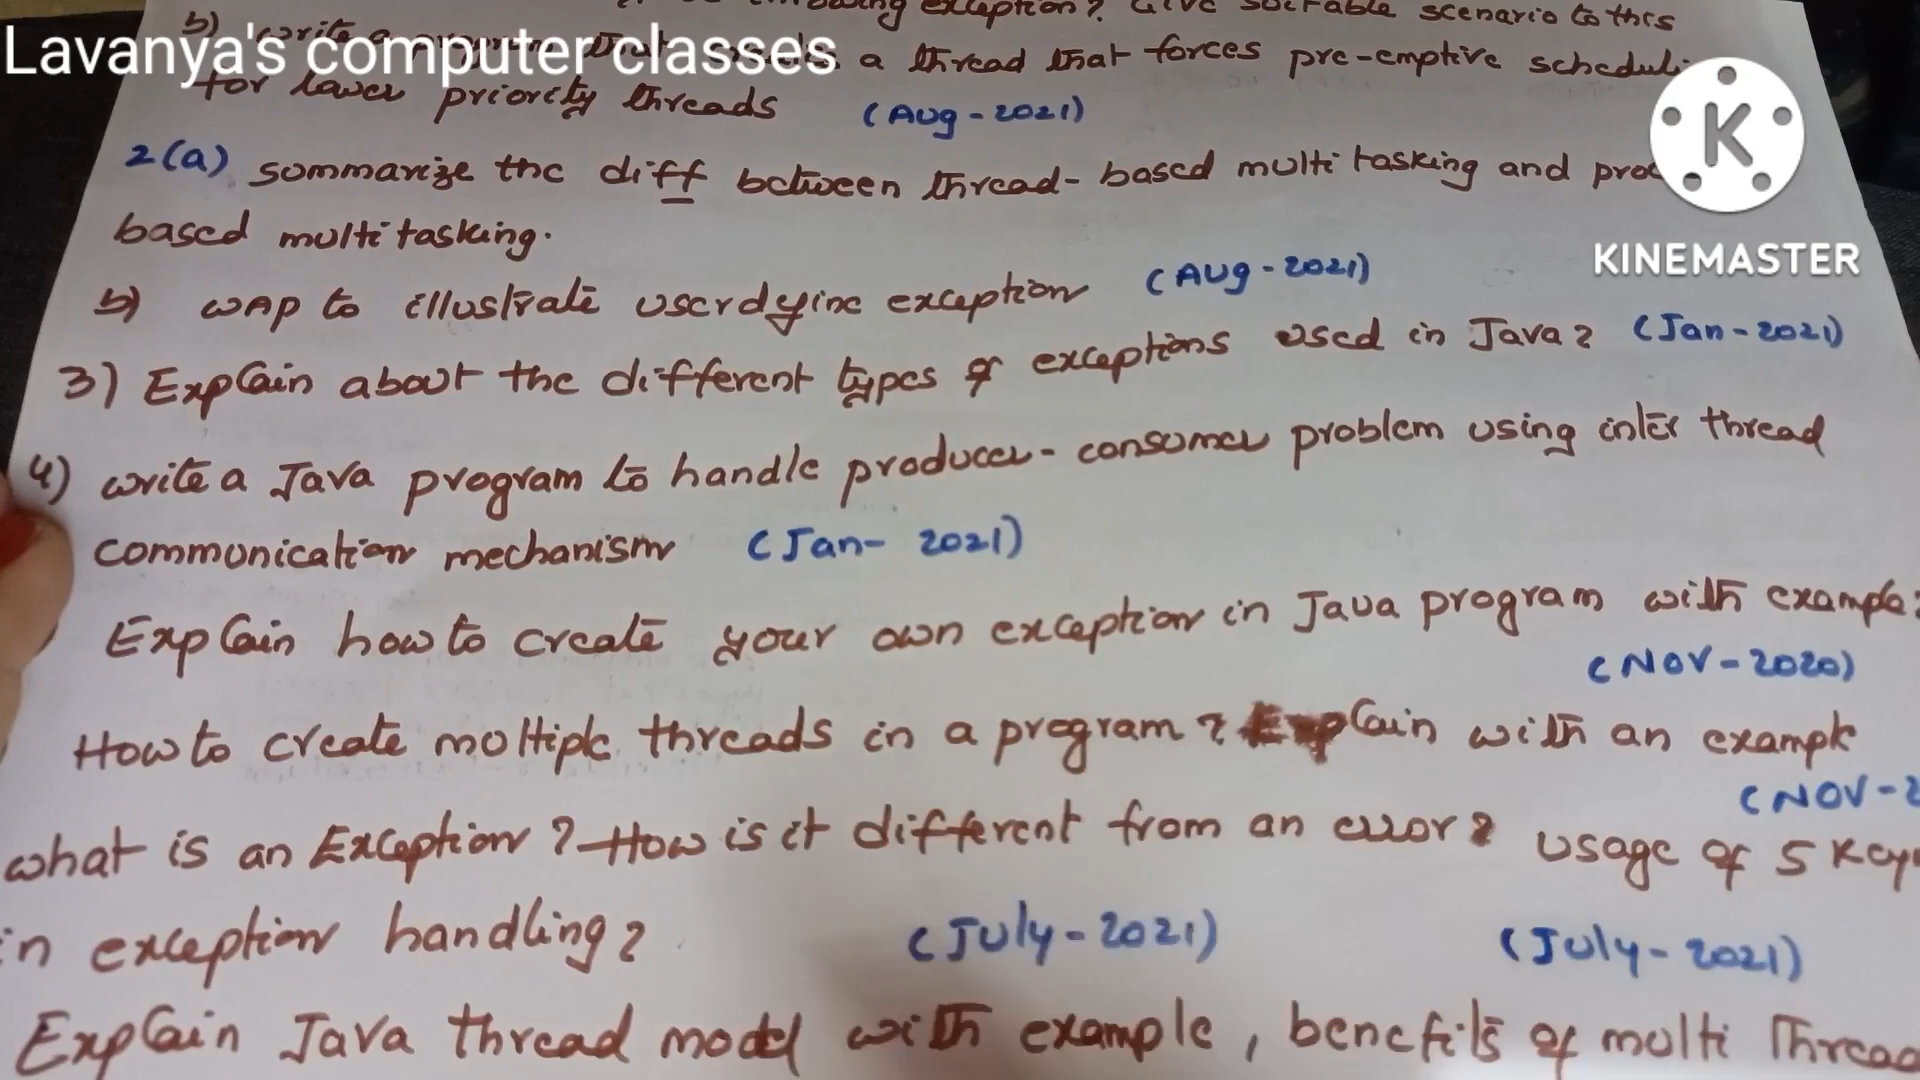 exception? Give suitable scenario to this
b) write a program that a thread that forces pre-emptive scheduli
for lower priority threads (Aug-2021)
Lavanya's computer classes
2(a) summarize the diff between thread-based multi tasking and
based multi tasking.
b) WAP to illustrate userdefine exception (Aug-2021)
3) Explain about the different types of exceptions used in Java? (Jan-2021)
4) write a Java program to handle producer-consumer problem using inter thread
communication mechanism (Jan-2021)
Explain how to create your own exception in Java program with example
(Nov-2020)
How to create multiple threads in a program? Explain with an example
(Nov-2
what is an Exception? How is it different from an error? usage of 5 key
in exception handling? (July-2021) (July-2021)
Explain Java thread model with example, benefits of multi Threa
K
KINEMASTER